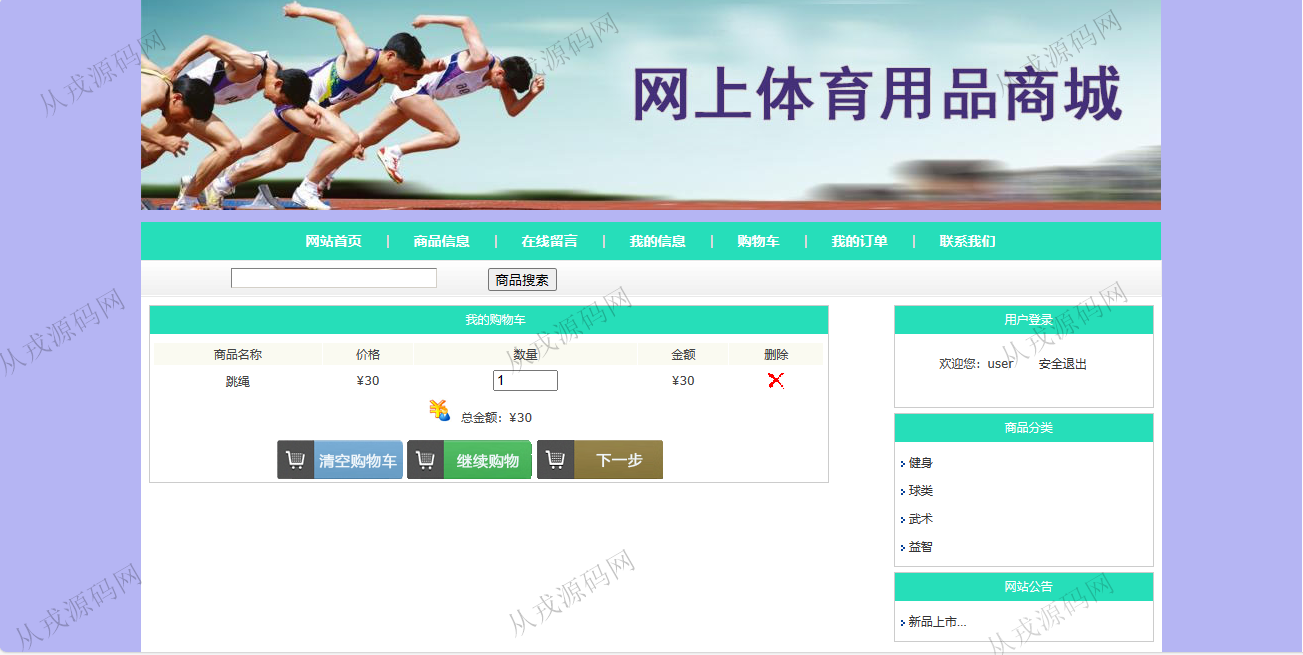 网上体育用品商城
网站首页 | 商品信息 | 在线留言 | 我的信息 | 购物车 | 我的订单 | 联系我们
商品搜索
我的购物车
商品名称 价格 数量 金额 删除
跳绳 ¥30 1 ¥30
总金额：¥30
清空购物车 继续购物 下一步
用户登录
欢迎您：user 安全退出
商品分类
健身
球类
武术
益智
网站公告
新品上市...
从戎源码网
从戎源码网
从戎源码网
从戎源码网
从戎源码网
从戎源码网
从戎源码网
从戎源码网
从戎源码网